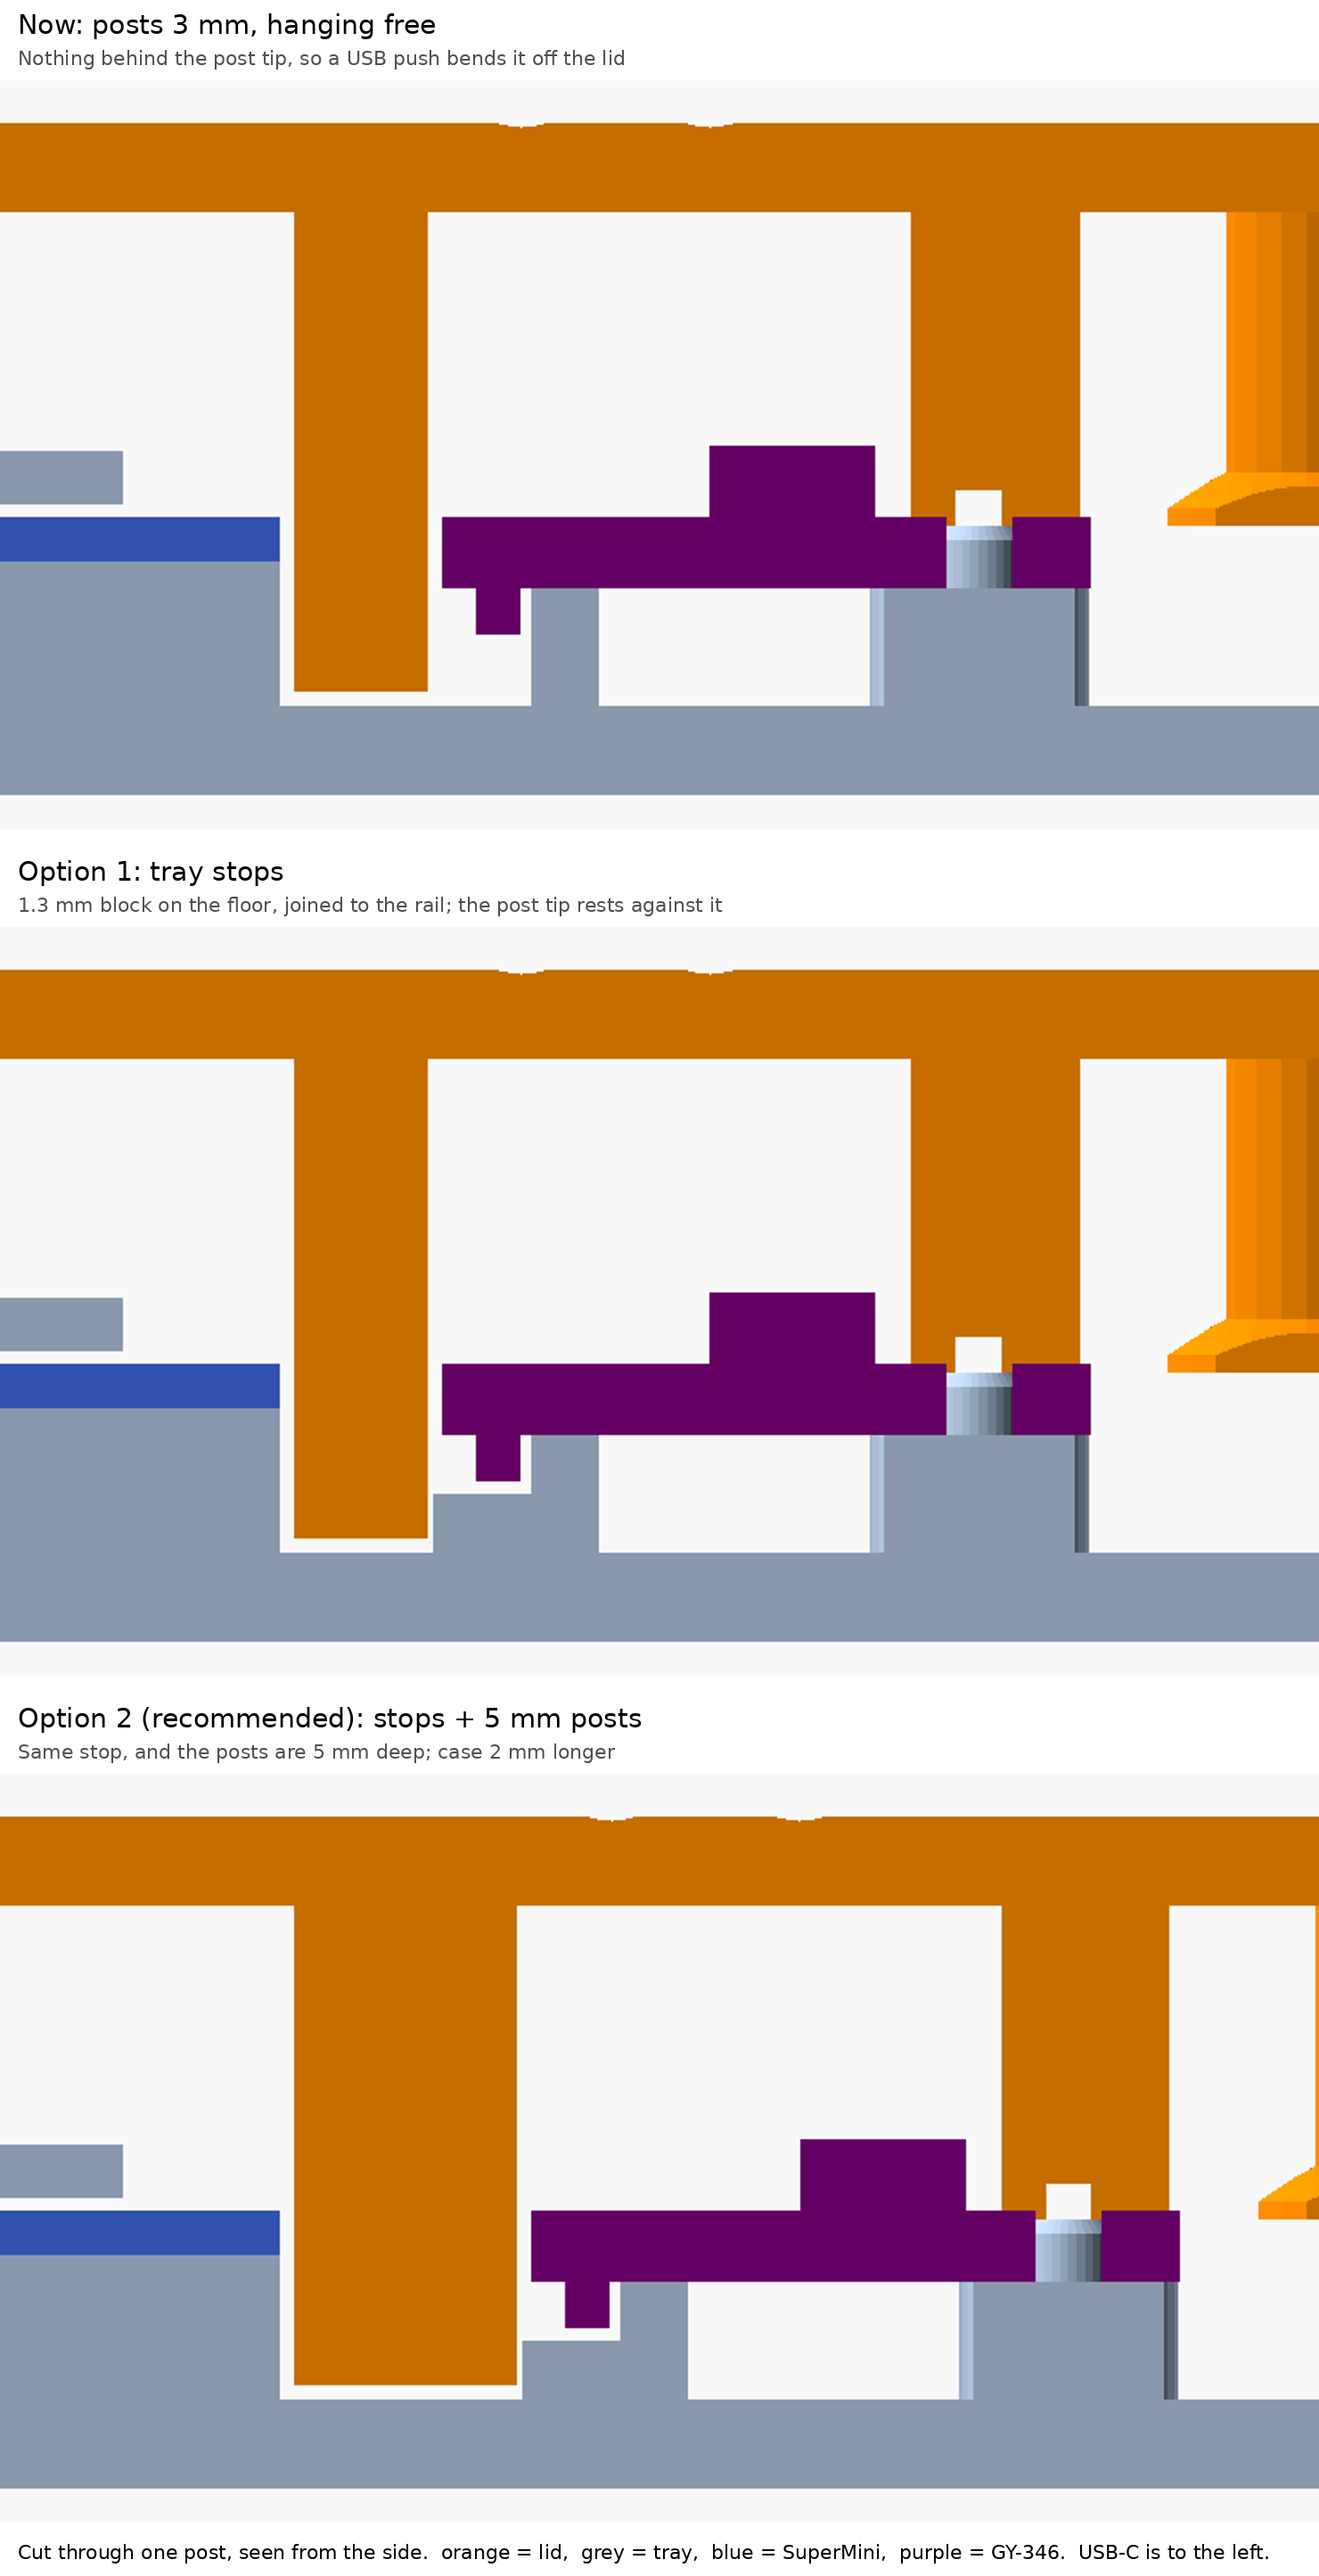 Now: posts 3 mm, hanging free
Nothing behind the post tip, so a USB push bends it off the lid
Option 1: tray stops
1.3 mm block on the floor, joined to the rail; the post tip rests against it
Option 2 (recommended): stops + 5 mm posts
Same stop, and the posts are 5 mm deep; case 2 mm longer
Cut through one post, seen from the side.  orange = lid,  grey = tray,  blue = SuperMini,  purple = GY-346.  USB-C is to the left.